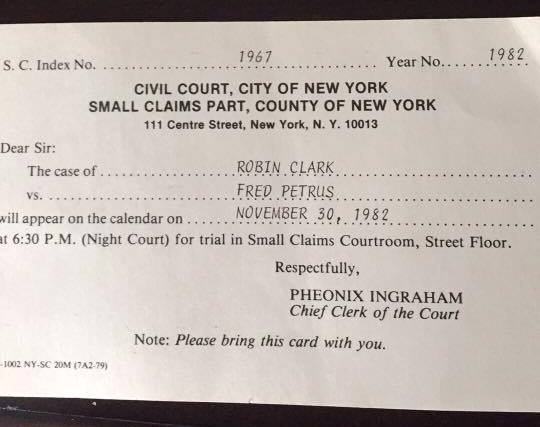 S. C. Index No. .......... 1967 .......... Year No. ...... 1982
CIVIL COURT, CITY OF NEW YORK
SMALL CLAIMS PART, COUNTY OF NEW YORK
111 Centre Street, New York, N. Y. 10013
Dear Sir:
The case of .......... ROBIN CLARK ..........
vs. .......... FRED PETRUS ..........
will appear on the calendar on .......... NOVEMBER 30, 1982 ..........
at 6:30 P.M. (Night Court) for trial in Small Claims Courtroom, Street Floor.
Respectfully,
PHEONIX INGRAHAM
Chief Clerk of the Court
Note: Please bring this card with you.
-1002 NY-SC 20M (7A2-79)